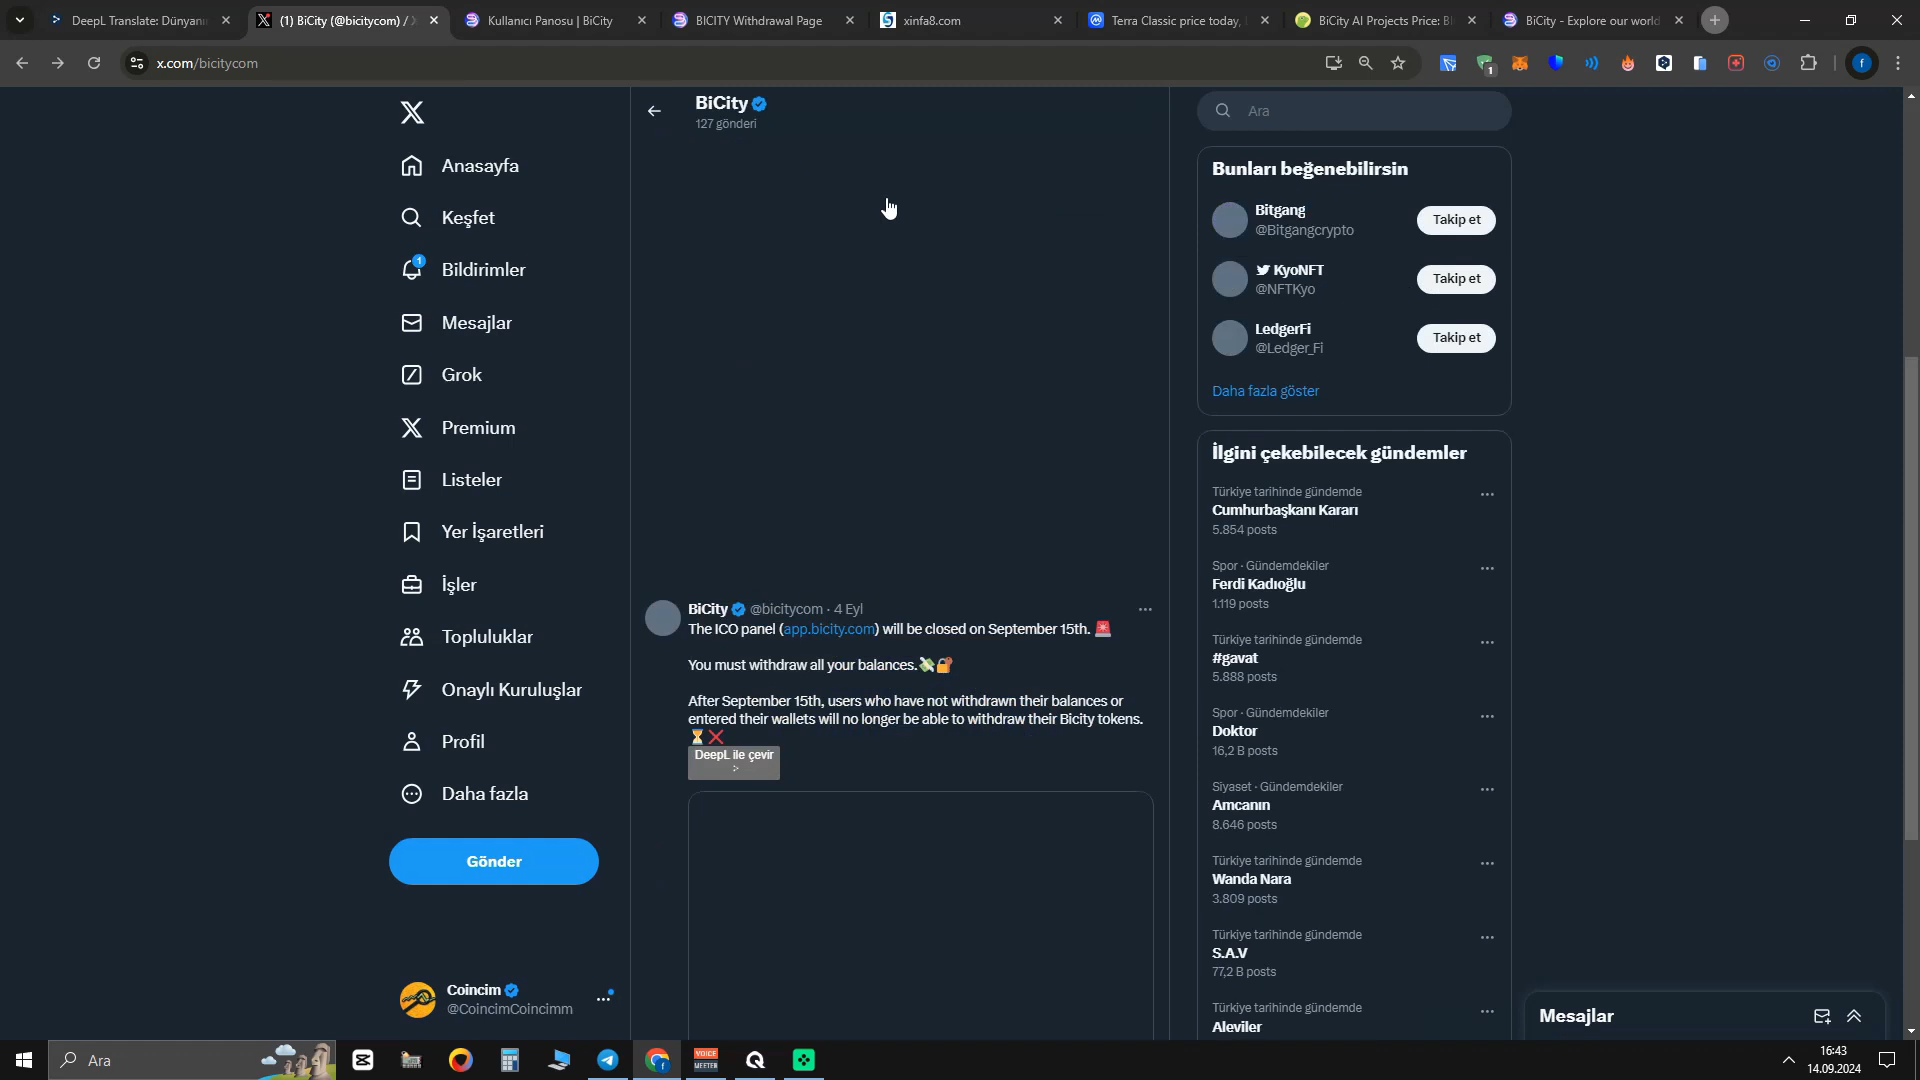 DeepL Translate: Dünyanı
(1) BiCity (@bicitycom) / X
Kullanıcı Panosu | BiCity
BICITY Withdrawal Page
xinfa8.com
Terra Classic price today,
BiCity AI Projects Price: B
BiCity - Explore our world
x.com/bicitycom
1
f
BiCity
127 gönderi
Anasayfa
Keşfet
1
Bildirimler
Mesajlar
Grok
Premium
Listeler
Yer İşaretleri
İşler
Topluluklar
Onaylı Kuruluşlar
Profil
Daha fazla
Gönder
Coincim
@CoincimCoincimm
BiCity @bicitycom · 4 Eyl
The ICO panel (app.bicity.com) will be closed on September 15th. 🚨
You must withdraw all your balances.💸🔐
After September 15th, users who have not withdrawn their balances or
entered their wallets will no longer be able to withdraw their Bicity tokens.
⏳❌
DeepL ile çevir
Ara
Bunları beğenebilirsin
Bitgang
@Bitgangcrypto
Takip et
KyoNFT
@NFTKyo
Takip et
LedgerFi
@Ledger_Fi
Takip et
Daha fazla göster
İlgini çekebilecek gündemler
Türkiye tarihinde gündemde
Cumhurbaşkanı Kararı
5.854 posts
Spor · Gündemdekiler
Ferdi Kadıoğlu
1.119 posts
Türkiye tarihinde gündemde
#gavat
5.888 posts
Spor · Gündemdekiler
Doktor
16,2 B posts
Siyaset · Gündemdekiler
Amcanın
8.646 posts
Türkiye tarihinde gündemde
Wanda Nara
3.809 posts
Türkiye tarihinde gündemde
S.A.V
77,2 B posts
Türkiye tarihinde gündemde
Aleviler
Mesajlar
Ara
VOICE
MEETER
16:43
14.09.2024